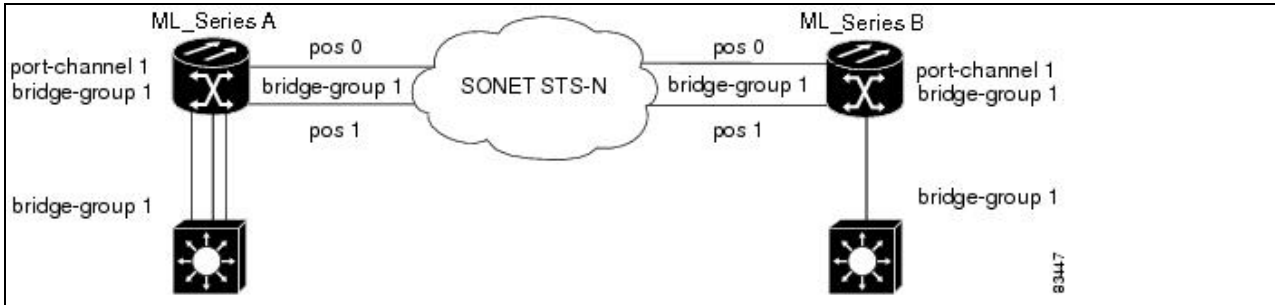 ML_Series A
ML_Series B
pos 0
pos 0
port-channel 1
bridge-group 1
bridge-group 1
SONET STS-N
bridge-group 1
port-channel 1
bridge-group 1
pos 1
pos 1
bridge-group 1
bridge-group 1
83447